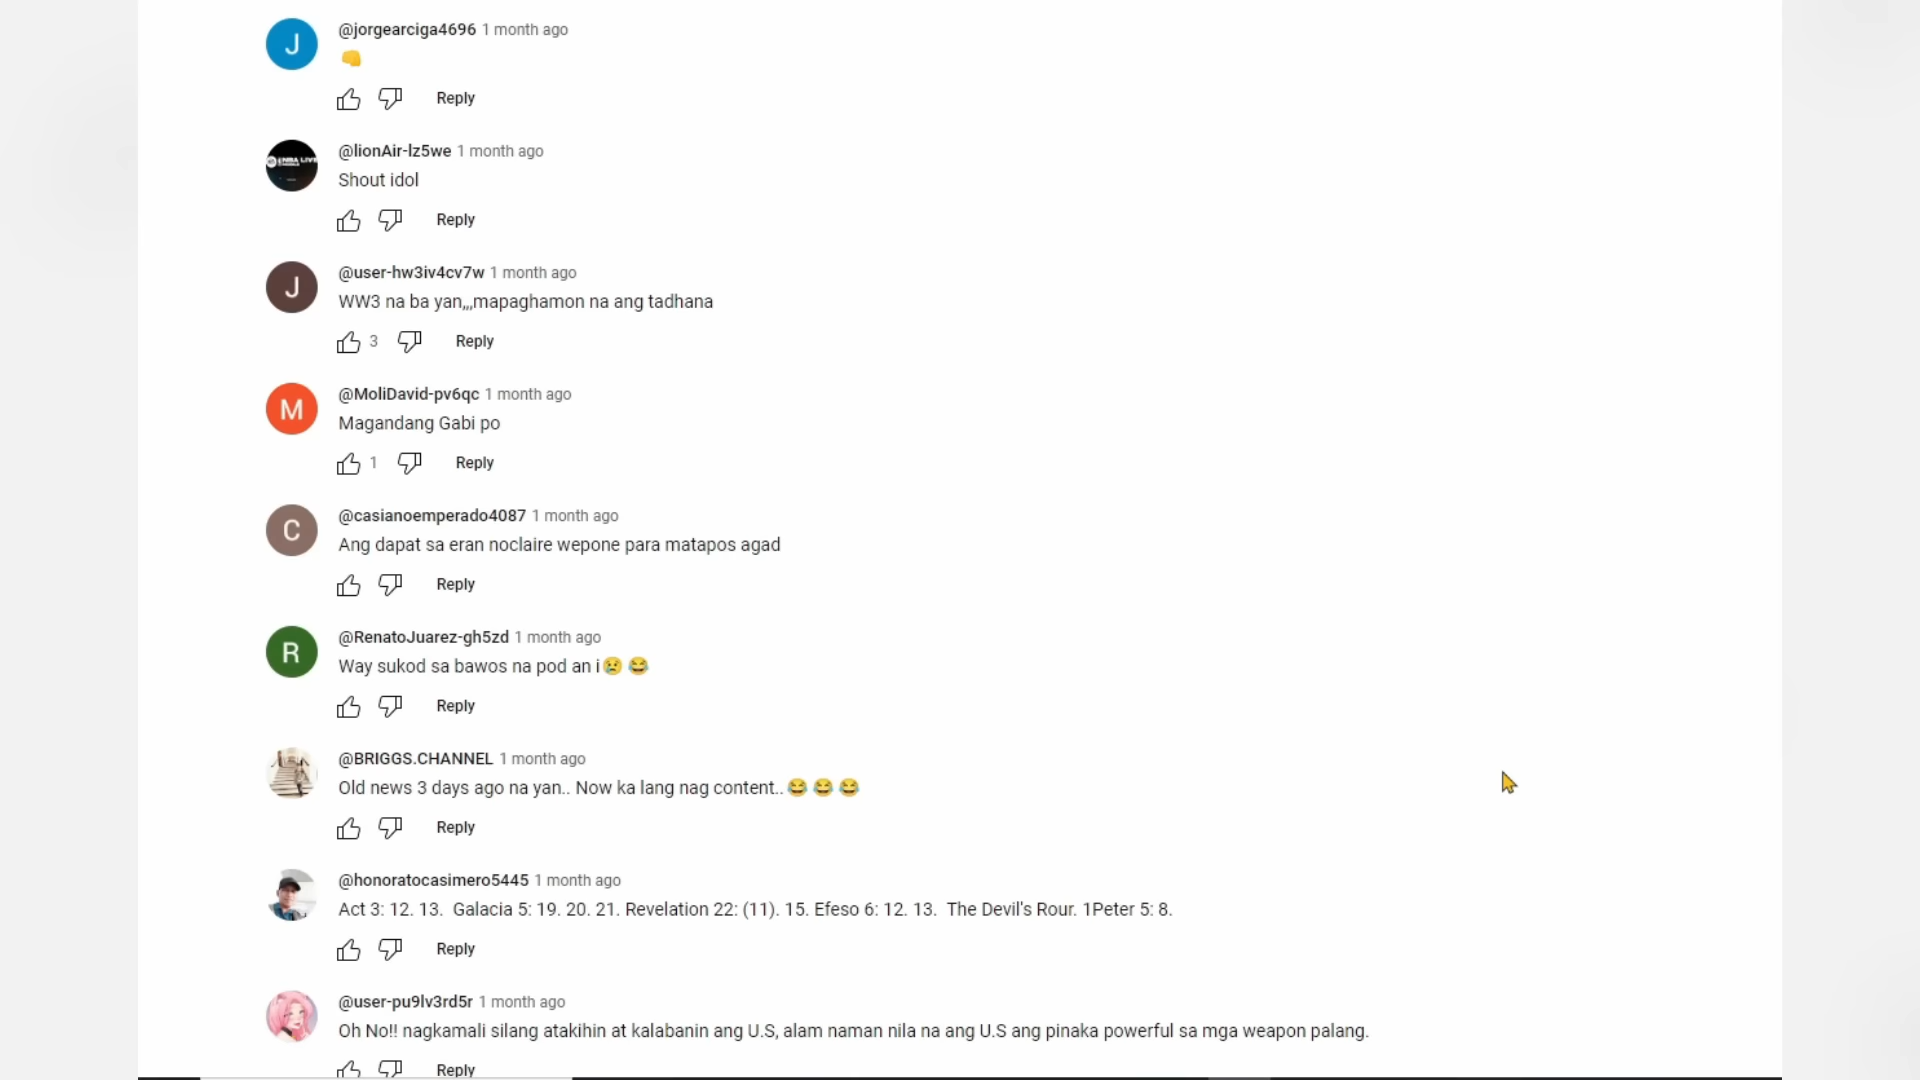 J
@jorgearciga4696 1 month ago
👊
Reply
NBA LIVE
@lionAir-lz5we 1 month ago
Shout idol
Reply
J
@user-hw3iv4cv7w 1 month ago
WW3 na ba yan,,,mapaghamon na ang tadhana
3 Reply
M
@MoliDavid-pv6qc 1 month ago
Magandang Gabi po
1 Reply
C
@casianoemperado4087 1 month ago
Ang dapat sa eran noclaire wepone para matapos agad
Reply
R
@RenatoJuarez-gh5zd 1 month ago
Way sukod sa bawos na pod an i😢 😂
Reply
@BRIGGS.CHANNEL 1 month ago
Old news 3 days ago na yan.. Now ka lang nag content..😂 😂 😂
Reply
@honoratocasimero5445 1 month ago
Act 3: 12. 13.  Galacia 5: 19. 20. 21. Revelation 22: (11). 15. Efeso 6: 12. 13.  The Devil's Rour. 1Peter 5: 8.
Reply
@user-pu9lv3rd5r 1 month ago
Oh No!! nagkamali silang atakihin at kalabanin ang U.S, alam naman nila na ang U.S ang pinaka powerful sa mga weapon palang.
Reply